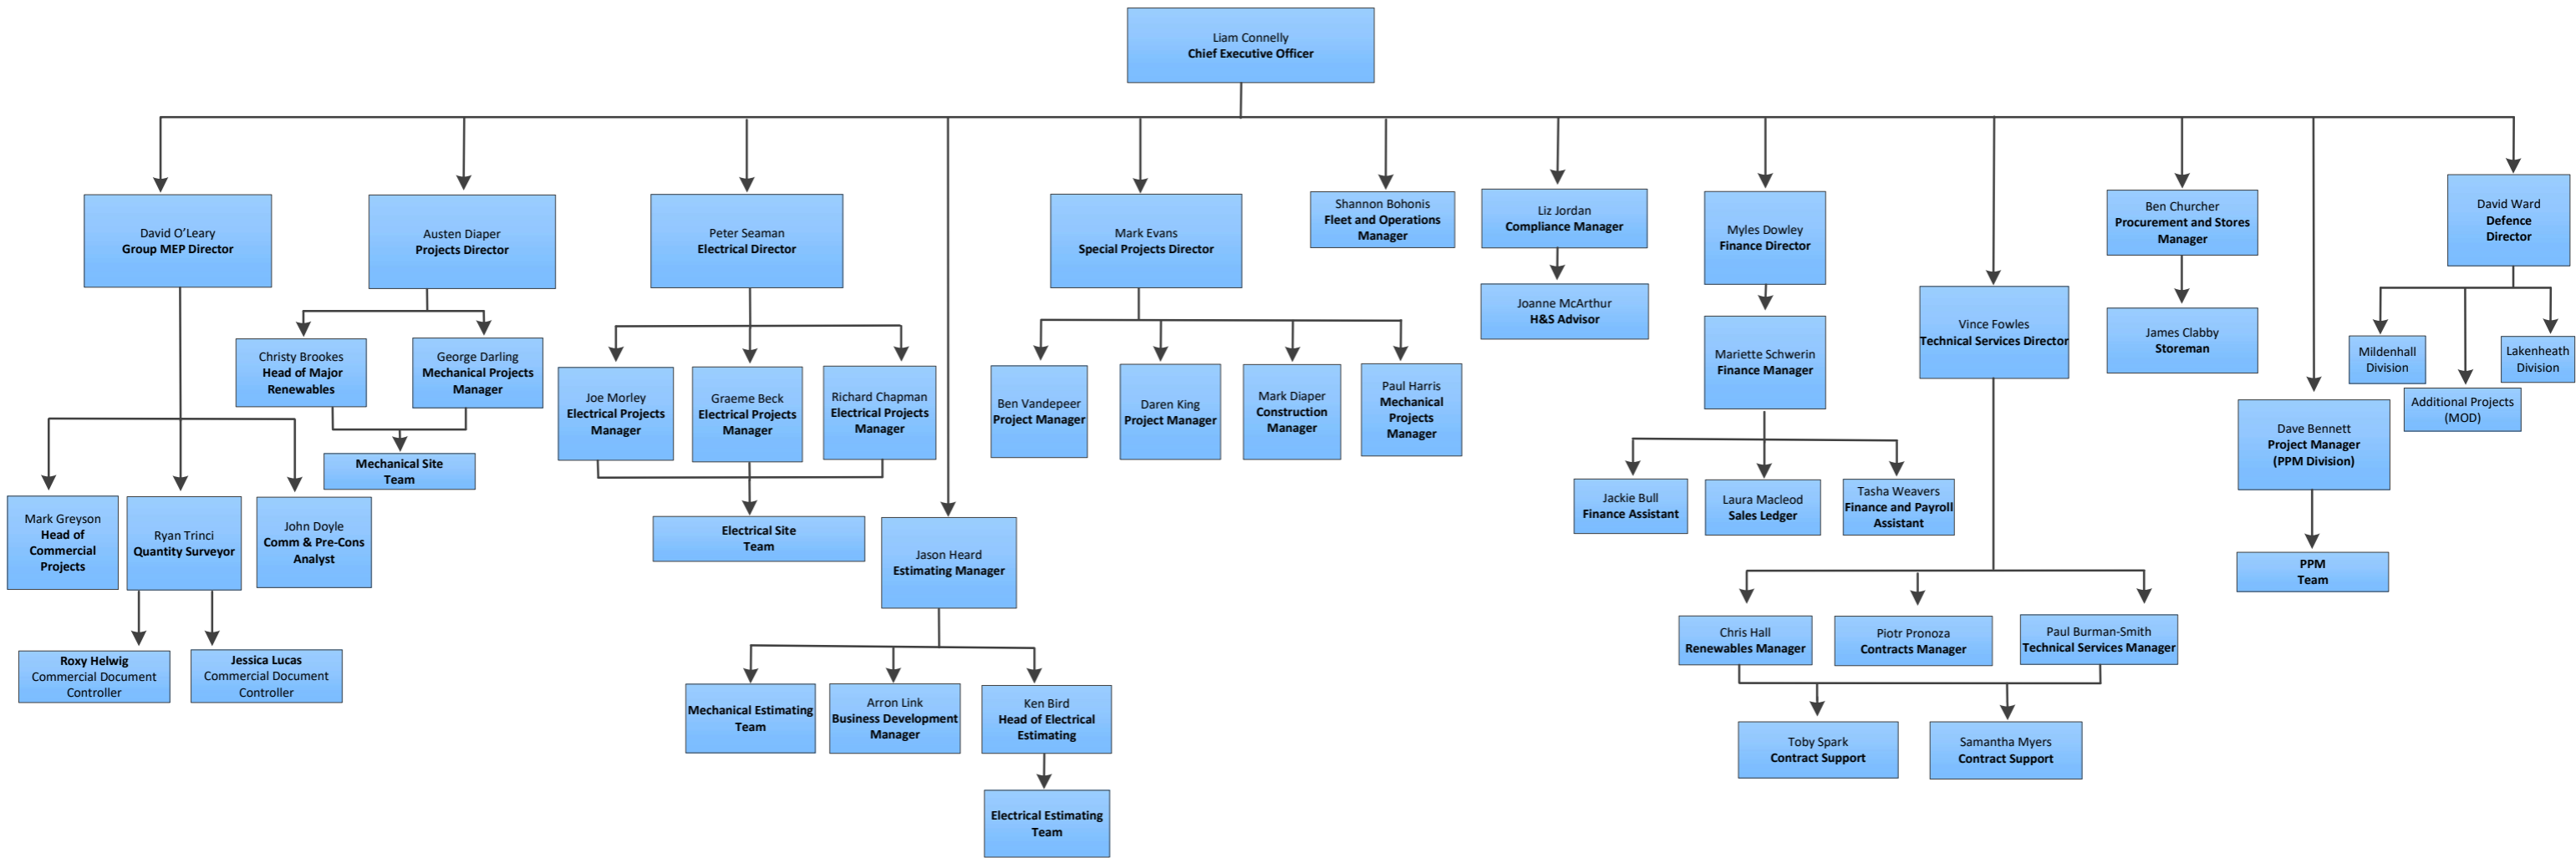 Liam Connelly
Chief Executive Officer
David O’Leary
Group MEP Director
Austen Diaper
Projects Director
Peter Seaman
Electrical Director
Mark Evans
Special Projects Director
Shannon Bohonis
Fleet and Operations
Manager
Liz Jordan
Compliance Manager
Myles Dowley
Finance Director
Ben Churcher
Procurement and Stores
Manager
David Ward
Defence
Director
Joanne McArthur
H&S Advisor
Vince Fowles
Technical Services Director
James Clabby
Storeman
Mildenhall
Division
Lakenheath
Division
Additional Projects
(MOD)
Christy Brookes
Head of Major
Renewables
George Darling
Mechanical Projects
Manager
Mechanical Site
Team
Joe Morley
Electrical Projects
Manager
Graeme Beck
Electrical Projects
Manager
Richard Chapman
Electrical Projects
Manager
Electrical Site
Team
Ben Vandepeer
Project Manager
Daren King
Project Manager
Mark Diaper
Construction
Manager
Paul Harris
Mechanical
Projects
Manager
Mariette Schwerin
Finance Manager
Jackie Bull
Finance Assistant
Laura Macleod
Sales Ledger
Tasha Weavers
Finance and Payroll
Assistant
Dave Bennett
Project Manager
(PPM Division)
PPM
Team
Mark Greyson
Head of
Commercial
Projects
Ryan Trinci
Quantity Surveyor
John Doyle
Comm & Pre-Cons
Analyst
Roxy Helwig
Commercial Document
Controller
Jessica Lucas
Commercial Document
Controller
Jason Heard
Estimating Manager
Mechanical Estimating
Team
Arron Link
Business Development
Manager
Ken Bird
Head of Electrical
Estimating
Electrical Estimating
Team
Chris Hall
Renewables Manager
Piotr Pronoza
Contracts Manager
Paul Burman-Smith
Technical Services Manager
Toby Spark
Contract Support
Samantha Myers
Contract Support